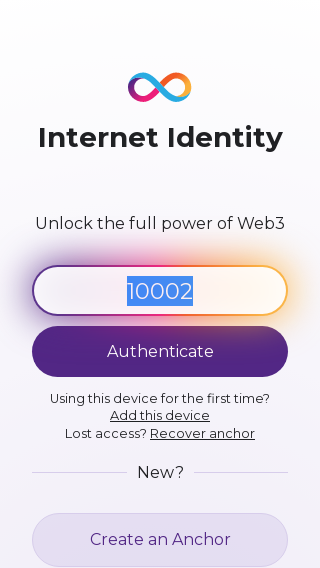 Internet Identity
Unlock the full power of Web3
10002
Authenticate
Using this device for the first time?
Add this device
Lost access? Recover anchor
New?
Create an Anchor